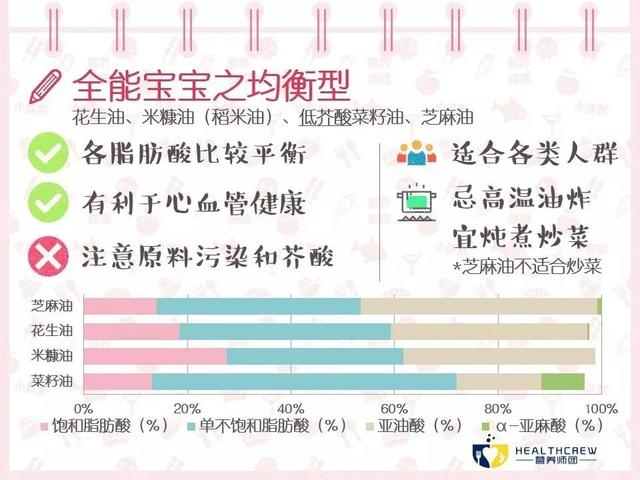 全能宝宝之均衡型
花生油、米糠油（稻米油）、低芥酸菜籽油、芝麻油
各脂肪酸比较平衡
有利于心血管健康
注意原料污染和芥酸
适合各类人群
忌高温油炸
宜炖煮炒菜
*芝麻油不适合炒菜
芝麻油
花生油
米糠油
菜籽油
0% 20% 40% 60% 80% 100%
饱和脂肪酸（%） 单不饱和脂肪酸（%） 亚油酸（%） α-亚麻酸（%）
HEALTHCREW
营养师团